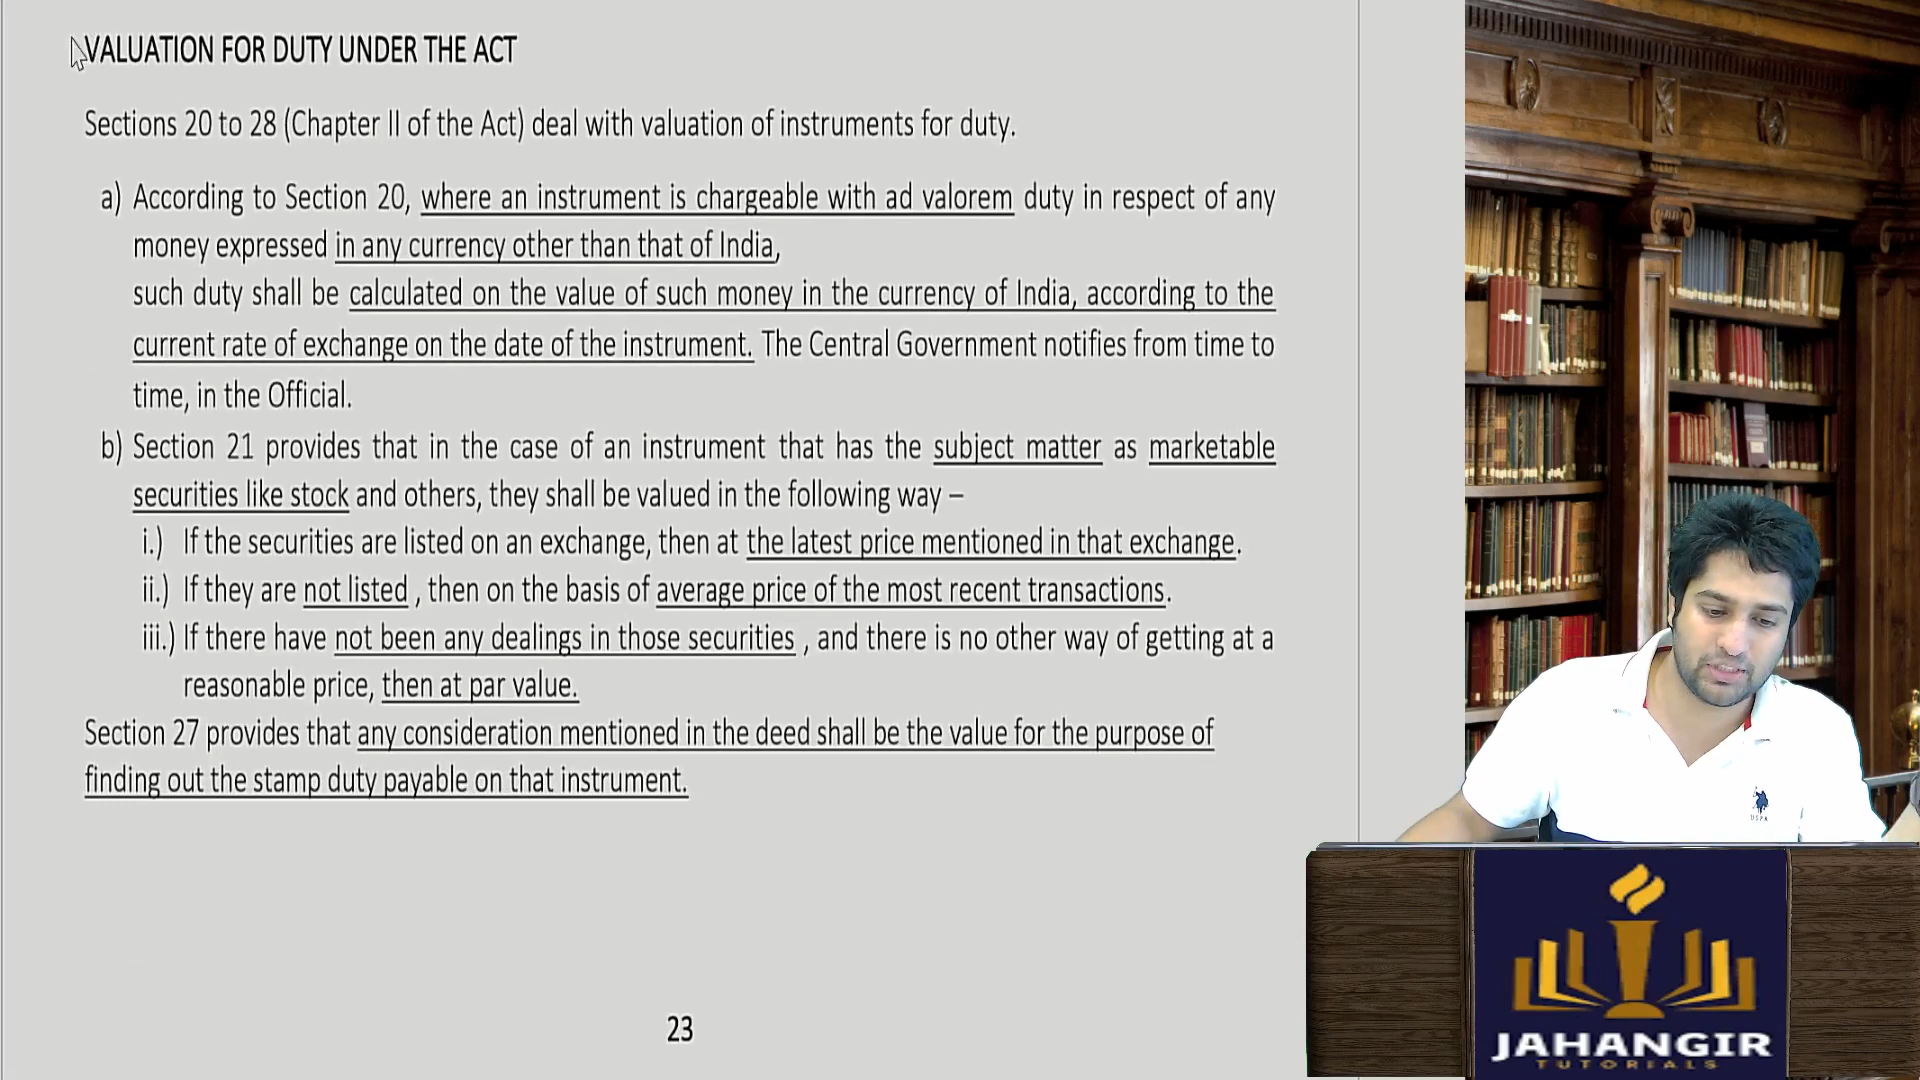 VALUATION FOR DUTY UNDER THE ACT
Sections 20 to 28 (Chapter II of the Act) deal with valuation of instruments for duty.
a) According to Section 20, where an instrument is chargeable with ad valorem duty in respect of any
money expressed in any currency other than that of India,
such duty shall be calculated on the value of such money in the currency of India, according to the
current rate of exchange on the date of the instrument. The Central Government notifies from time to
time, in the Official.
b) Section 21 provides that in the case of an instrument that has the subject matter as marketable
securities like stock and others, they shall be valued in the following way –
i.) If the securities are listed on an exchange, then at the latest price mentioned in that exchange.
ii.) If they are not listed , then on the basis of average price of the most recent transactions.
iii.) If there have not been any dealings in those securities , and there is no other way of getting at a
reasonable price, then at par value.
Section 27 provides that any consideration mentioned in the deed shall be the value for the purpose of
finding out the stamp duty payable on that instrument.
23
USPA
JAHANGIR
TUTORIALS